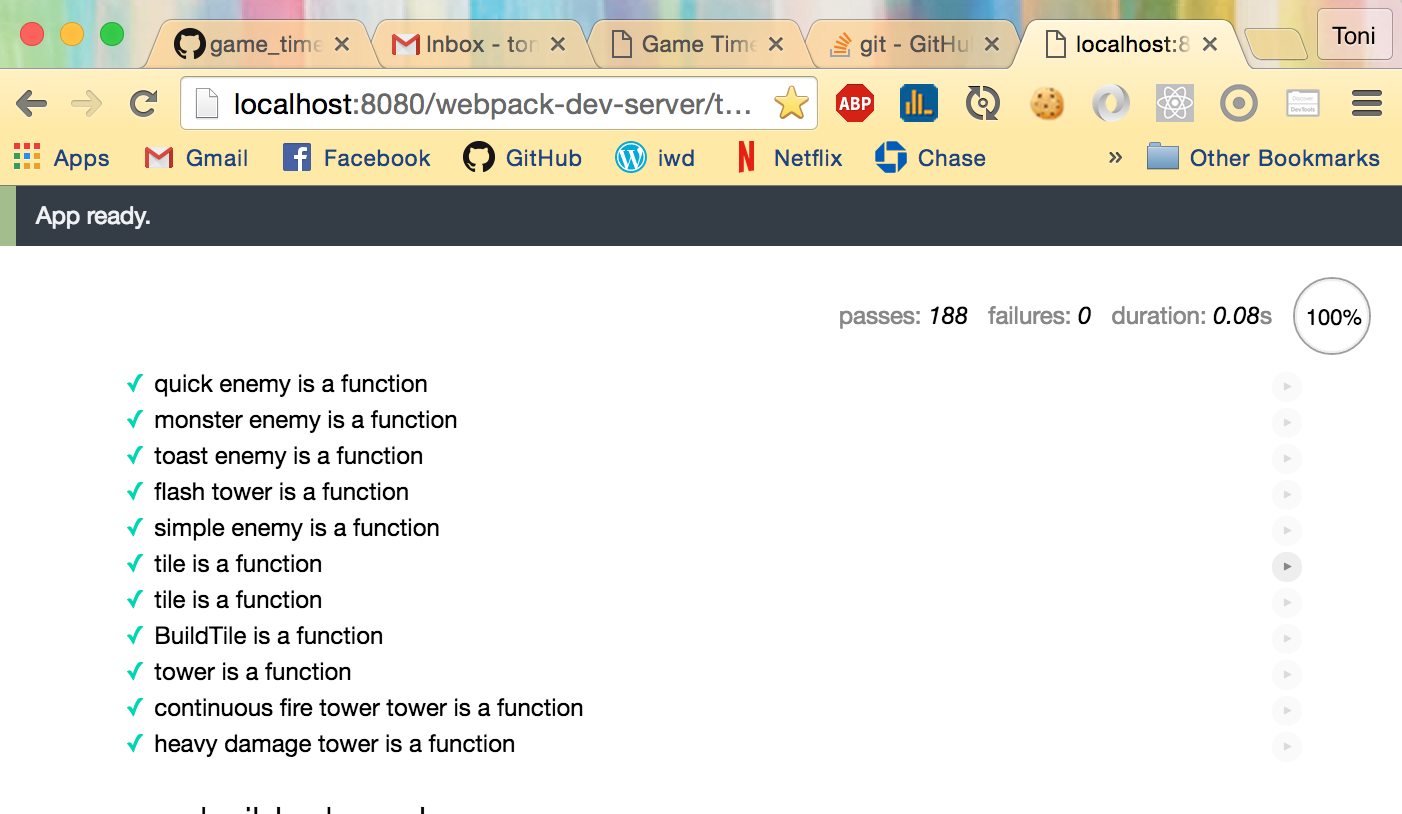 game_time Inbox - ton Game Time git - GitHu localhost:8 Toni
localhost:8080/webpack-dev-server/t... ABP
Apps Gmail Facebook GitHub iwd Netflix Chase » Other Bookmarks
App ready.
passes: 188 failures: 0 duration: 0.08s 100%
✓ quick enemy is a function
✓ monster enemy is a function
✓ toast enemy is a function
✓ flash tower is a function
✓ simple enemy is a function
✓ tile is a function
✓ tile is a function
✓ BuildTile is a function
✓ tower is a function
✓ continuous fire tower tower is a function
✓ heavy damage tower is a function